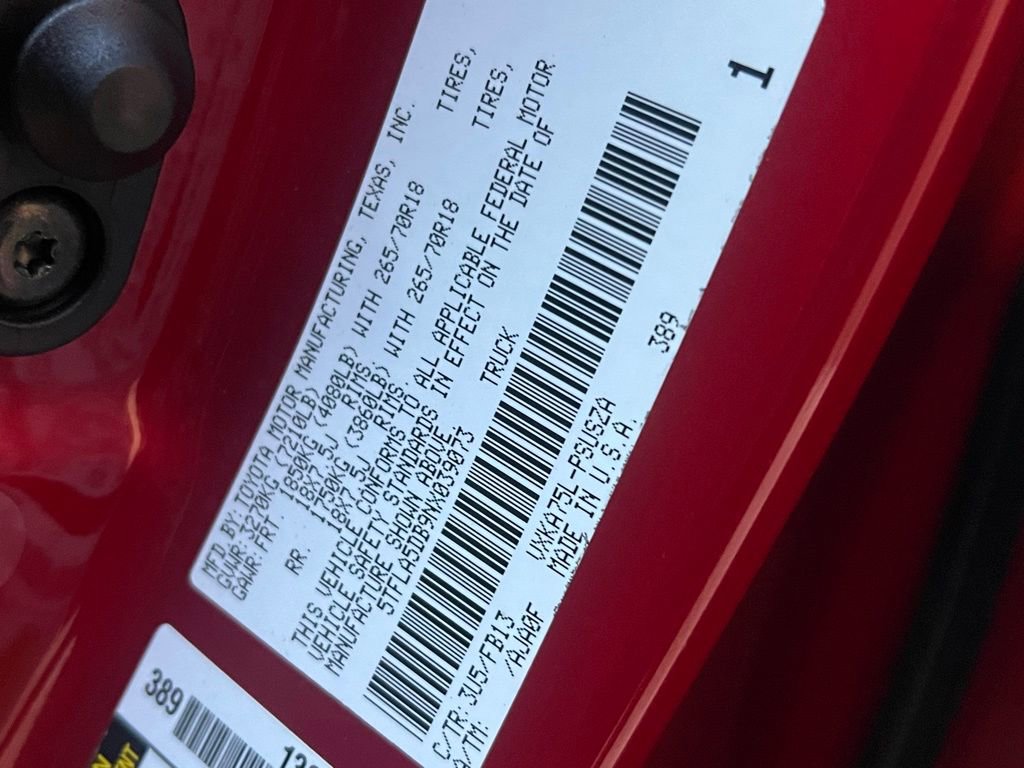 MFD BY: TOYOTA MOTOR MANUFACTURING, TEXAS, INC.
GVWR: 3270KG (7210LB)
GAWR: FRT. 1850KG (4080LB) WITH 265/70R18 TIRES,
18X7.5J RIMS,
RR. 1750KG (3860LB) WITH 265/70R18 TIRES,
18X7.5J RIMS.
THIS VEHICLE CONFORMS TO ALL APPLICABLE FEDERAL MOTOR
VEHICLE SAFETY STANDARDS IN EFFECT ON THE DATE OF
MANUFACTURE SHOWN ABOVE.
5TFLA5DB9NX039073 TRUCK
C/TR: 3U5/FB13 VXKA75L-PSUSZA 389
A/TM: /AJA0F MADE IN U.S.A.
1
389